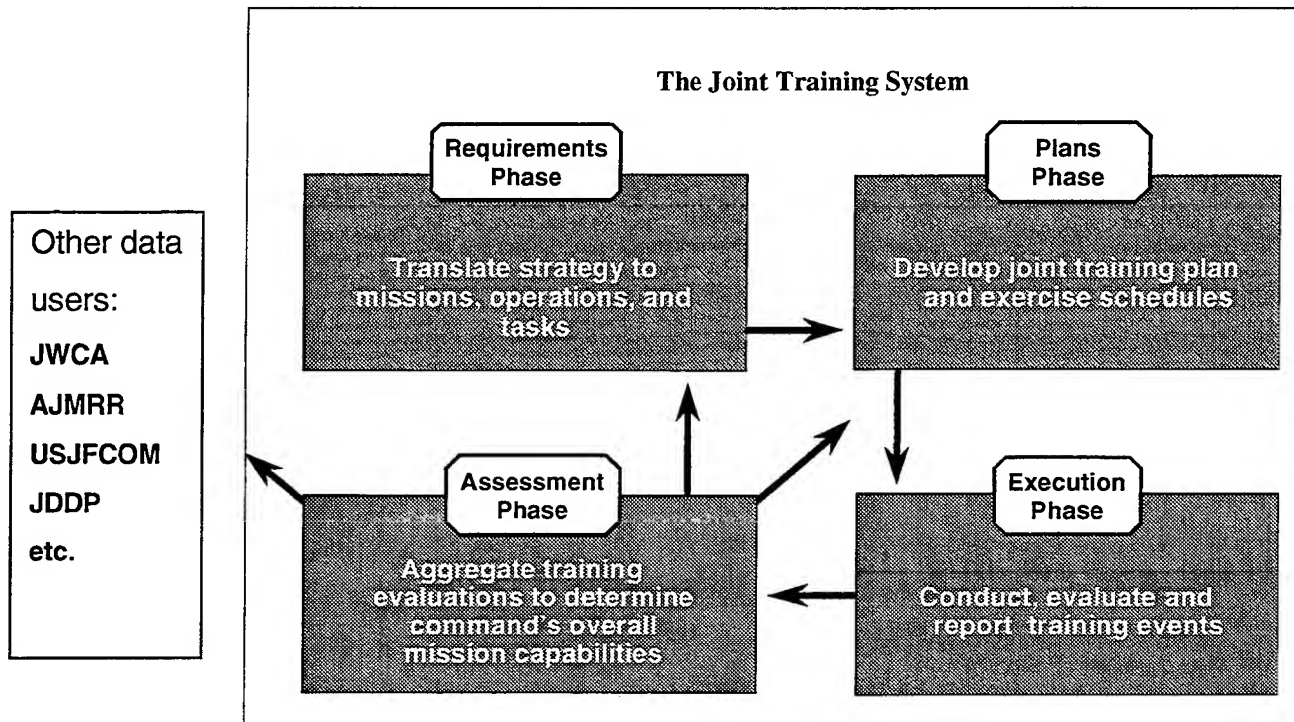 The Joint Training System
Requirements
Phase
Translate strategy to
missions, operations, and
tasks
Plans
Phase
Develop joint training plan
and exercise schedules
Other data
users:
JWCA
AJMRR
USJFCOM
JDDP
etc.
Assessment
Phase
Aggregate training
evaluations to determine
command's overall
mission capabilities
Execution
Phase
Conduct, evaluate and
report training events